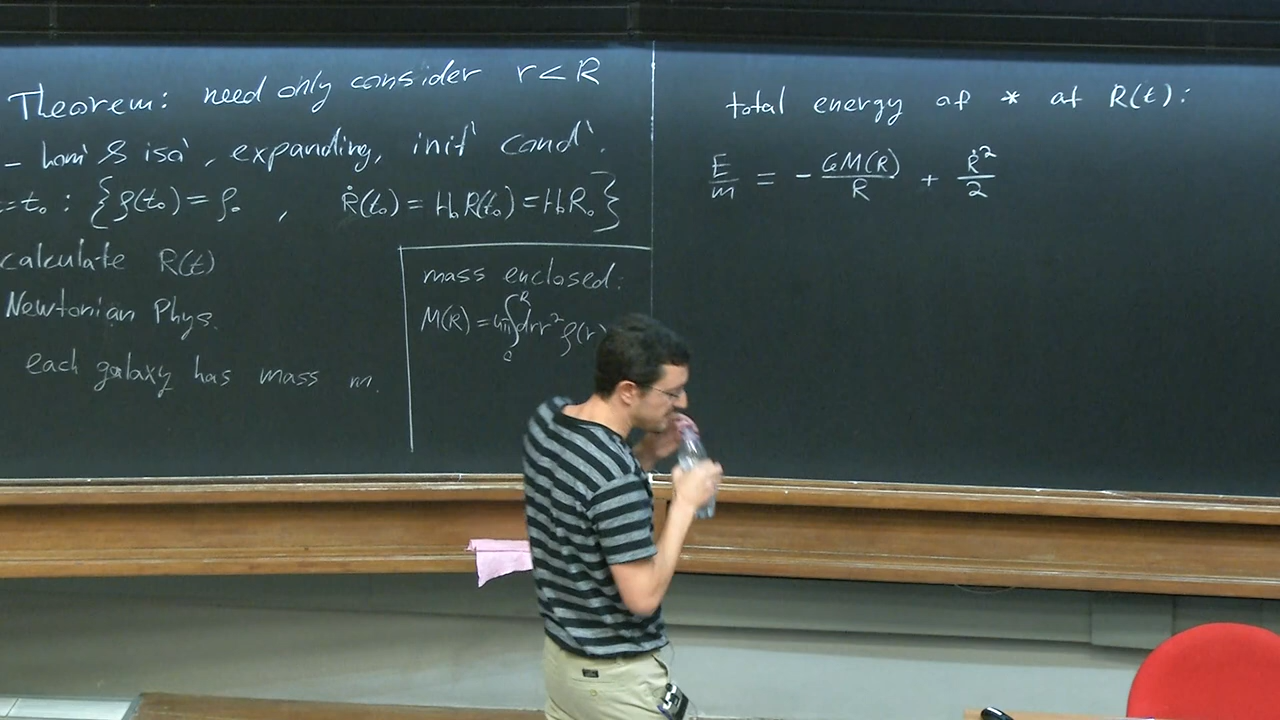 Theorem: need only consider r < R
- hom' & iso', expanding, init' cond'.
=t₀ : {ρ(t₀) = ρ₀ , Ṙ(t₀) = H₀R(t₀) = H₀R₀}
calculate R(t)
Newtonian Phys.
each galaxy has mass m.
mass enclosed:
M(R) = 4π∫₀ᴿ dr r² ρ(r)
total energy of * at R(t):
E/m = - GM(R)/R + Ṙ²/2